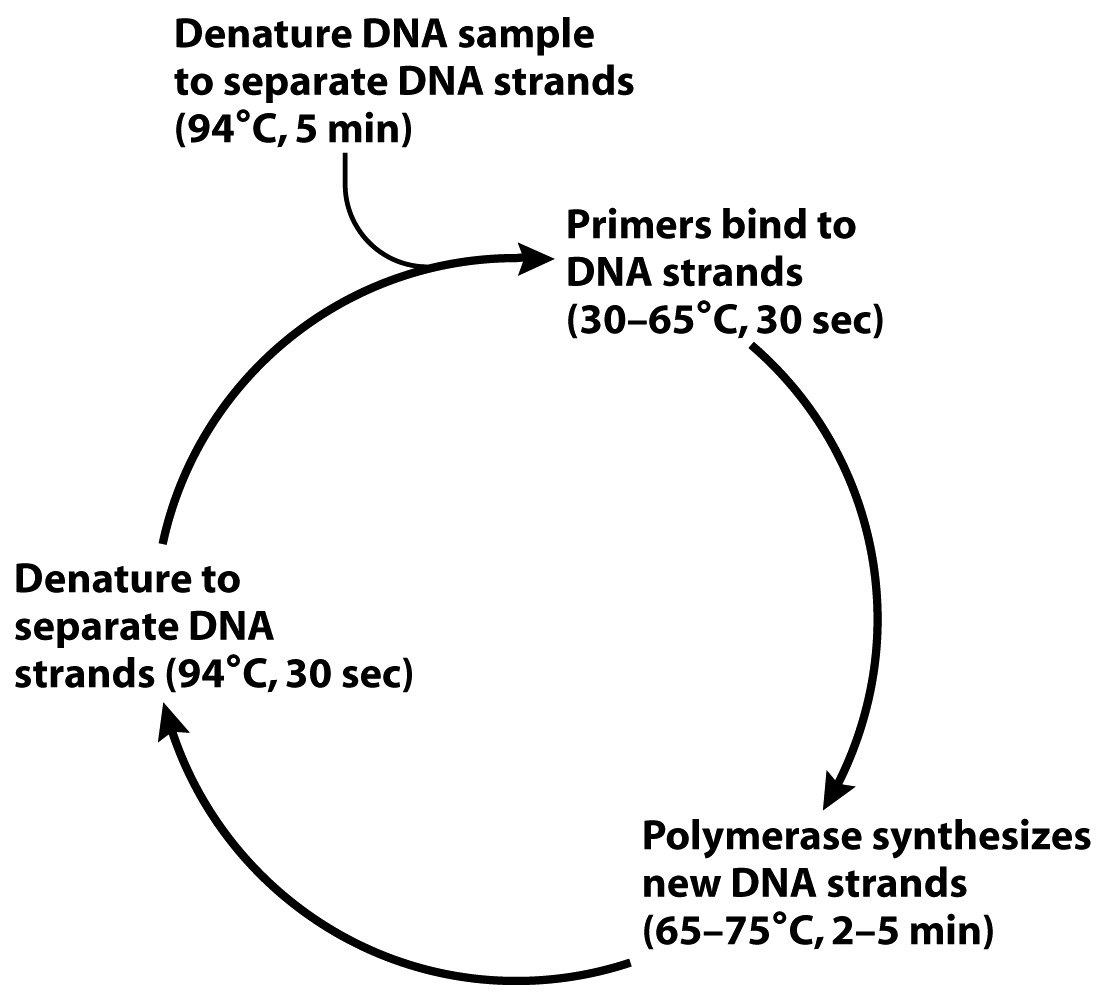 Denature DNA sample
to separate DNA strands
(94°C, 5 min)
Primers bind to
DNA strands
(30–65°C, 30 sec)
Polymerase synthesizes
new DNA strands
(65–75°C, 2–5 min)
Denature to
separate DNA
strands (94°C, 30 sec)